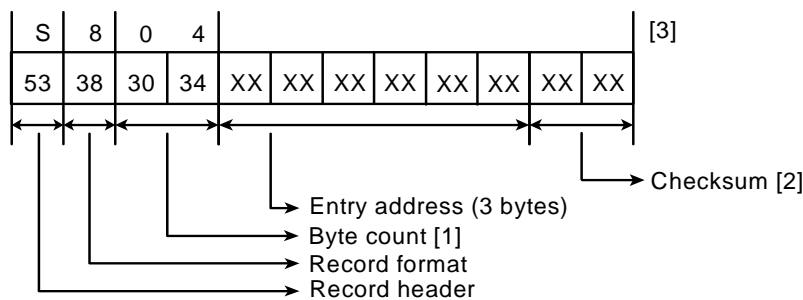 S 8 0 4 [3]
53 38 30 34 XX XX XX XX XX XX XX XX
Checksum [2]
Entry address (3 bytes)
Byte count [1]
Record format
Record header